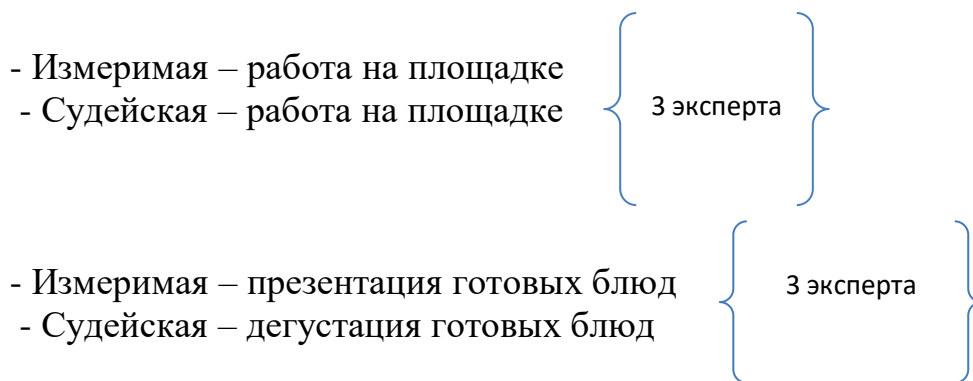 - Измеримая – работа на площадке
- Судейская – работа на площадке
3 эксперта
- Измеримая – презентация готовых блюд
3 эксперта
- Судейская – дегустация готовых блюд